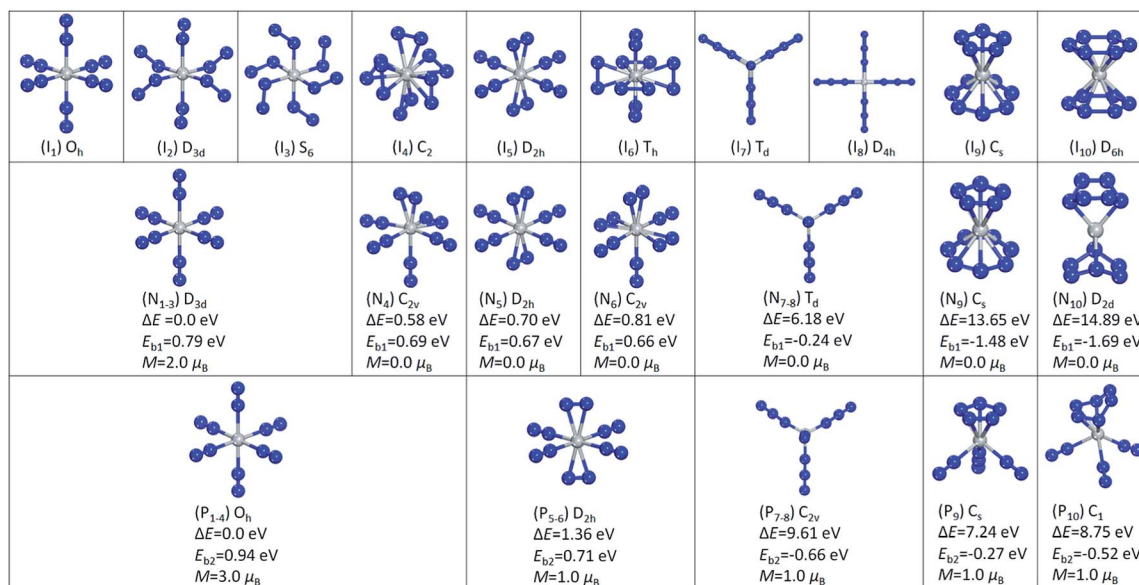 (I₁) Oₕ
(I₂) D₃d
(I₃) S₆
(I₄) C₂
(I₅) D₂ₕ
(I₆) Tₕ
(I₇) Td
(I₈) D₄ₕ
(I₉) Cₛ
(I₁₀) D₆ₕ
(N₁₋₃) D₃d
ΔE =0.0 eV
Eb1=0.79 eV
M=2.0 μB
(N₄) C₂ᵥ
ΔE=0.58 eV
Eb1=0.69 eV
M=0.0 μB
(N₅) D₂ₕ
ΔE=0.70 eV
Eb1=0.67 eV
M=0.0 μB
(N₆) C₂ᵥ
ΔE=0.81 eV
Eb1=0.66 eV
M=0.0 μB
(N₇₋₈) Td
ΔE=6.18 eV
Eb1=-0.24 eV
M=0.0 μB
(N₉) Cₛ
ΔE=13.65 eV
Eb1=-1.48 eV
M=0.0 μB
(N₁₀) D₂d
ΔE=14.89 eV
Eb1=-1.69 eV
M=0.0 μB
(P₁₋₄) Oₕ
ΔE=0.0 eV
Eb2=0.94 eV
M=3.0 μB
(P₅₋₆) D₂ₕ
ΔE=1.36 eV
Eb2=0.71 eV
M=1.0 μB
(P₇₋₈) C₂ᵥ
ΔE=9.61 eV
Eb2=-0.66 eV
M=1.0 μB
(P₉) Cₛ
ΔE=7.24 eV
Eb2=-0.27 eV
M=1.0 μB
(P₁₀) C₁
ΔE=8.75 eV
Eb2=-0.52 eV
M=1.0 μB